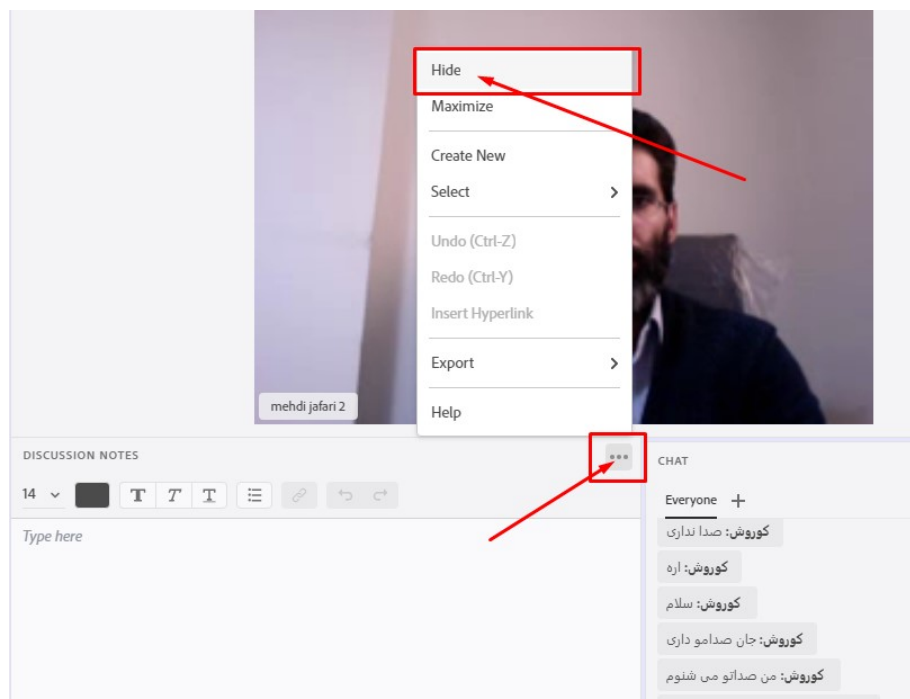 Hide
Maximize
Create New
Select
Undo (Ctrl-Z)
Redo (Ctrl-Y)
Insert Hyperlink
Export
Help
mehdi jafari 2
DISCUSSION NOTES
14
T T T
Type here
CHAT
Everyone +
کوروش: صدا نداری
کوروش: اره
کوروش: سلام
کوروش: جان صدامو داری
کوروش: من صداتو می شنوم